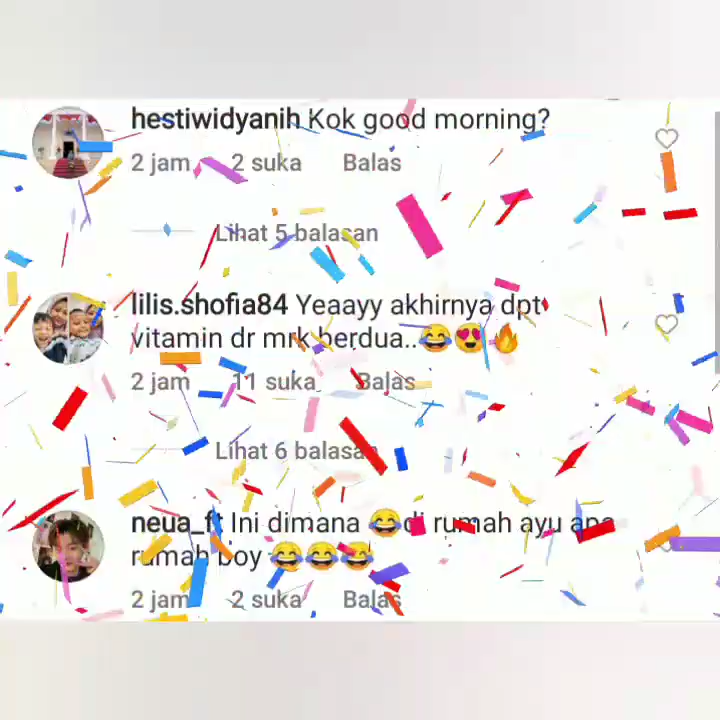 hestiwidyanih Kok good morning?
2 jam 2 suka Balas
Lihat 5 balasan
lilis.shofia84 Yeaayy akhirnya dpt
vitamin dr mrk berdua..😂😍🔥
2 jam 11 suka Balas
Lihat 6 balasan
neua_ft Ini dimana 😂di rumah ayu apa
rumah boy 😂😂😂
2 jam 2 suka Balas